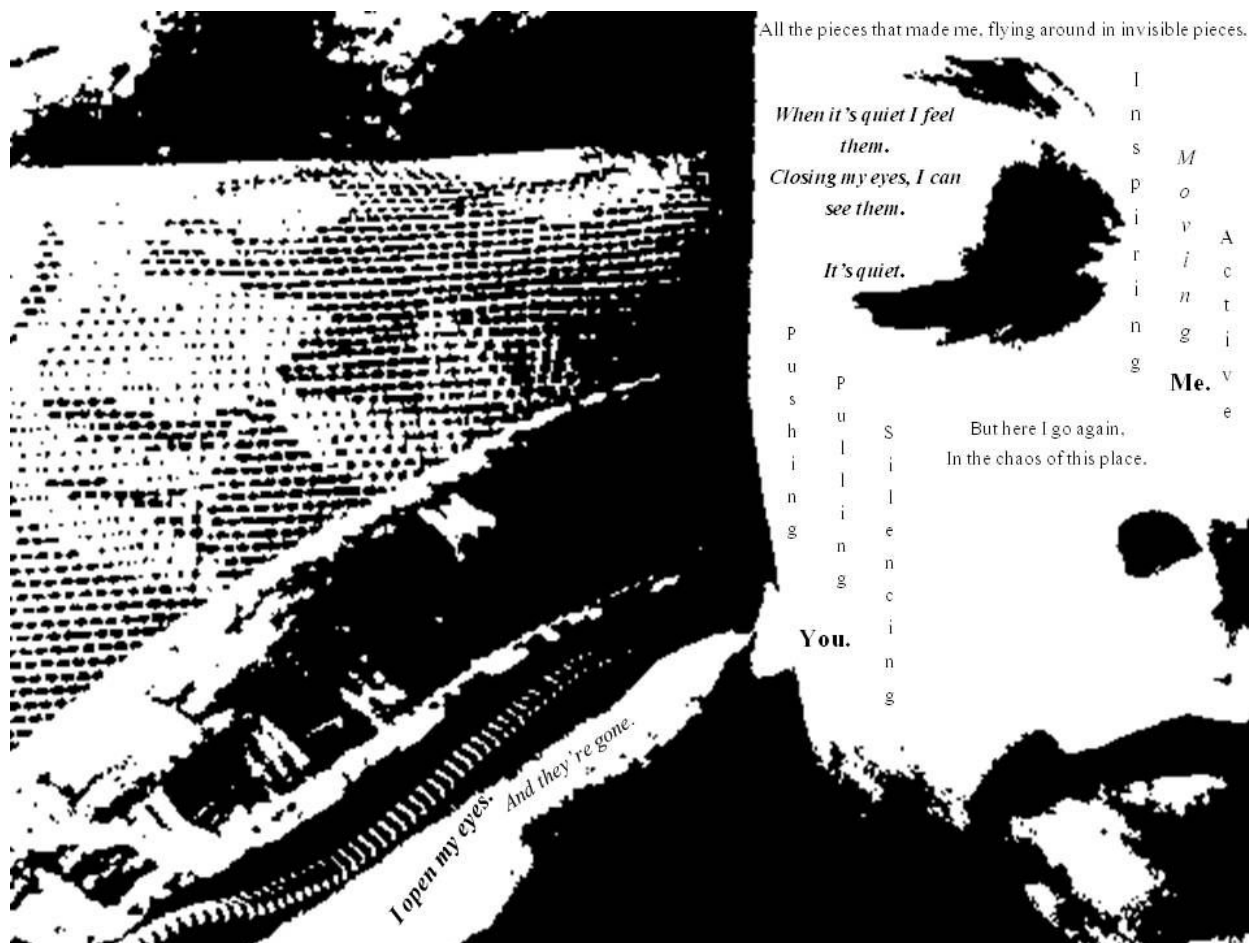 All the pieces that made me, flying around in invisible pieces.
When it's quiet I feel
them.
Closing my eyes, I can
see them.
It's quiet.
Inspiring
Moving
Active
Me.
Pushing
Pulling
Silencing
You.
But here I go again,
In the chaos of this place.
I open my eyes.
And they're gone.